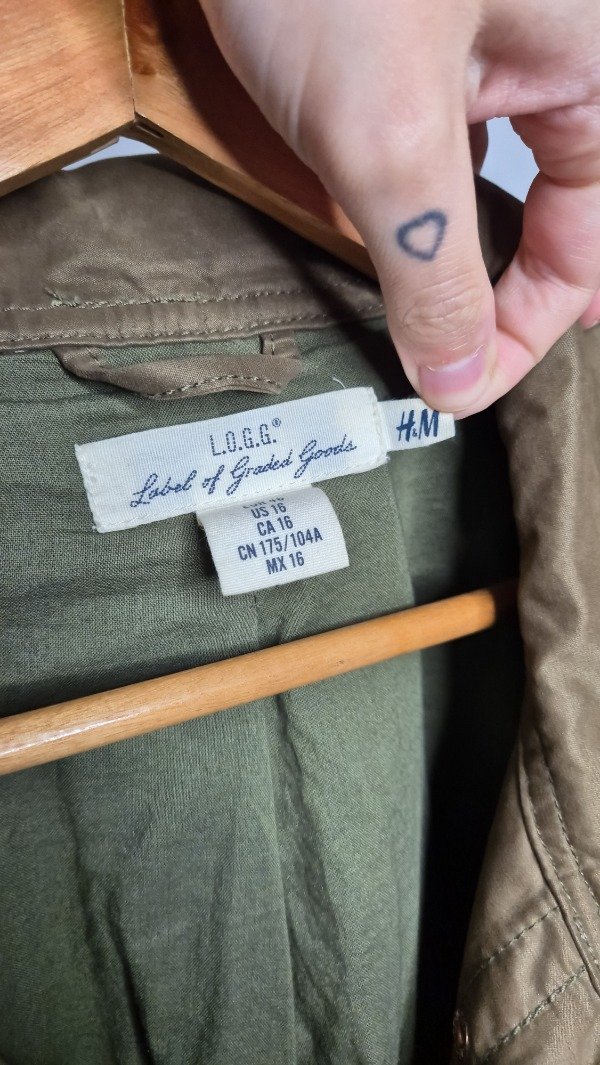 L.O.G.G.®
Label of Graded Goods
H&M
US 16
CA 16
CN 175/104A
MX 16